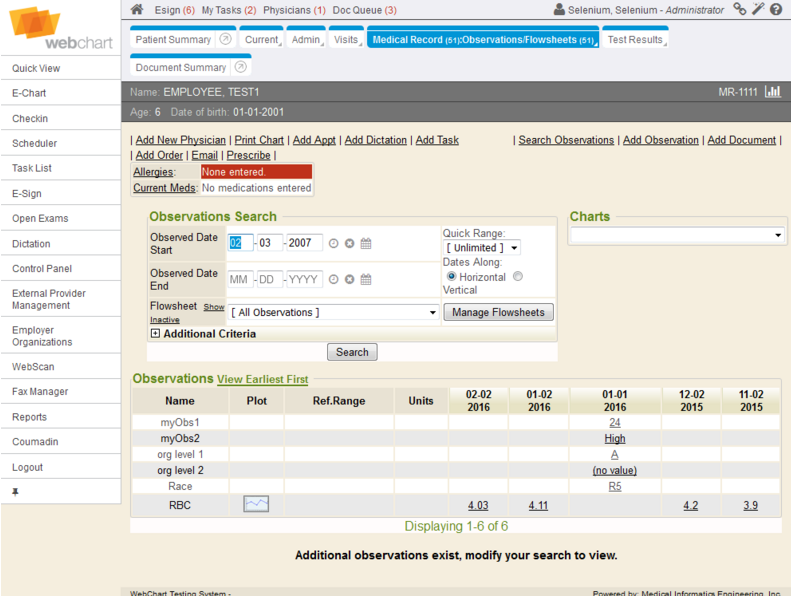 Esign (6) My Tasks (2) Physicians (1) Doc Queue (3)
Selenium, Selenium - Administrator
webchart
Patient Summary Current Admin Visits Medical Record (51):Observations/Flowsheets (51) Test Results
Document Summary
Quick View
E-Chart
Checkin
Scheduler
Task List
E-Sign
Open Exams
Dictation
Control Panel
External Provider
Management
Employer
Organizations
WebScan
Fax Manager
Reports
Coumadin
Logout
Name: EMPLOYEE, TEST1 MR-1111
Age: 6 Date of birth: 01-01-2001
| Add New Physician | Print Chart | Add Appt | Add Dictation | Add Task
| Add Order | Email | Prescribe |
| Search Observations | Add Observation | Add Document |
Allergies: None entered.
Current Meds: No medications entered
Observations Search
Observed Date
Start
02 - 03 - 2007
Quick Range:
[ Unlimited ]
Dates Along:
Horizontal
Vertical
Observed Date
End
MM - DD - YYYY
Flowsheet Show
Inactive
[ All Observations ]
Manage Flowsheets
Additional Criteria
Search
Charts
Observations View Earliest First
Name Plot Ref.Range Units 02-02 2016 01-02 2016 01-01 2016 12-02 2015 11-02 2015
myObs1 24
myObs2 High
org level 1 A
org level 2 (no value)
Race R5
RBC 4.03 4.11 4.2 3.9
Displaying 1-6 of 6
Additional observations exist, modify your search to view.
WebChart Testing System -
Powered by: Medical Informatics Engineering, Inc.